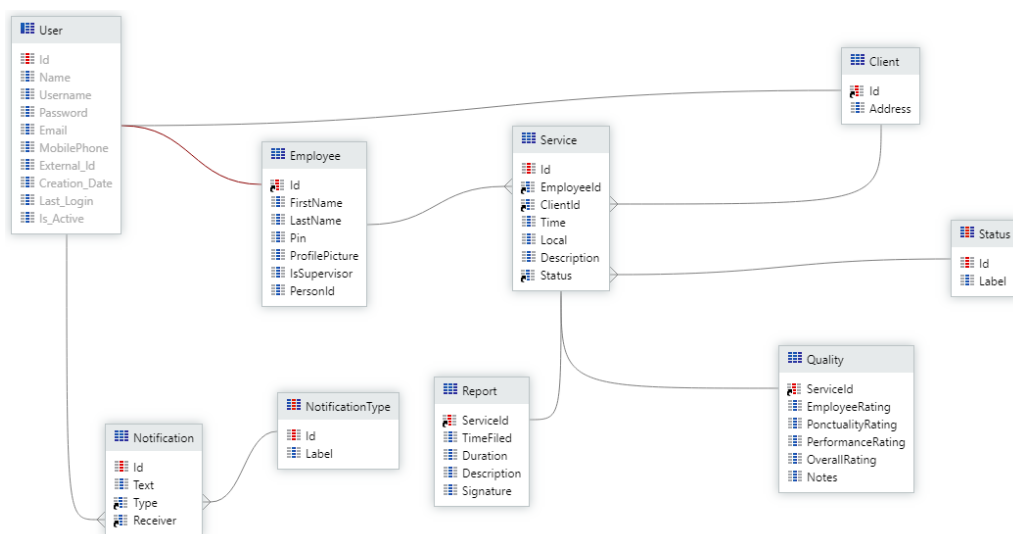 User
Id
Name
Username
Password
Email
MobilePhone
External_Id
Creation_Date
Last_Login
Is_Active
Client
Id
Address
Employee
Id
FirstName
LastName
Pin
ProfilePicture
IsSupervisor
PersonId
Service
Id
EmployeeId
ClientId
Time
Local
Description
Status
Status
Id
Label
Quality
ServiceId
EmployeeRating
PonctualityRating
PerformanceRating
OverallRating
Notes
Report
ServiceId
TimeFiled
Duration
Description
Signature
NotificationType
Id
Label
Notification
Id
Text
Type
Receiver